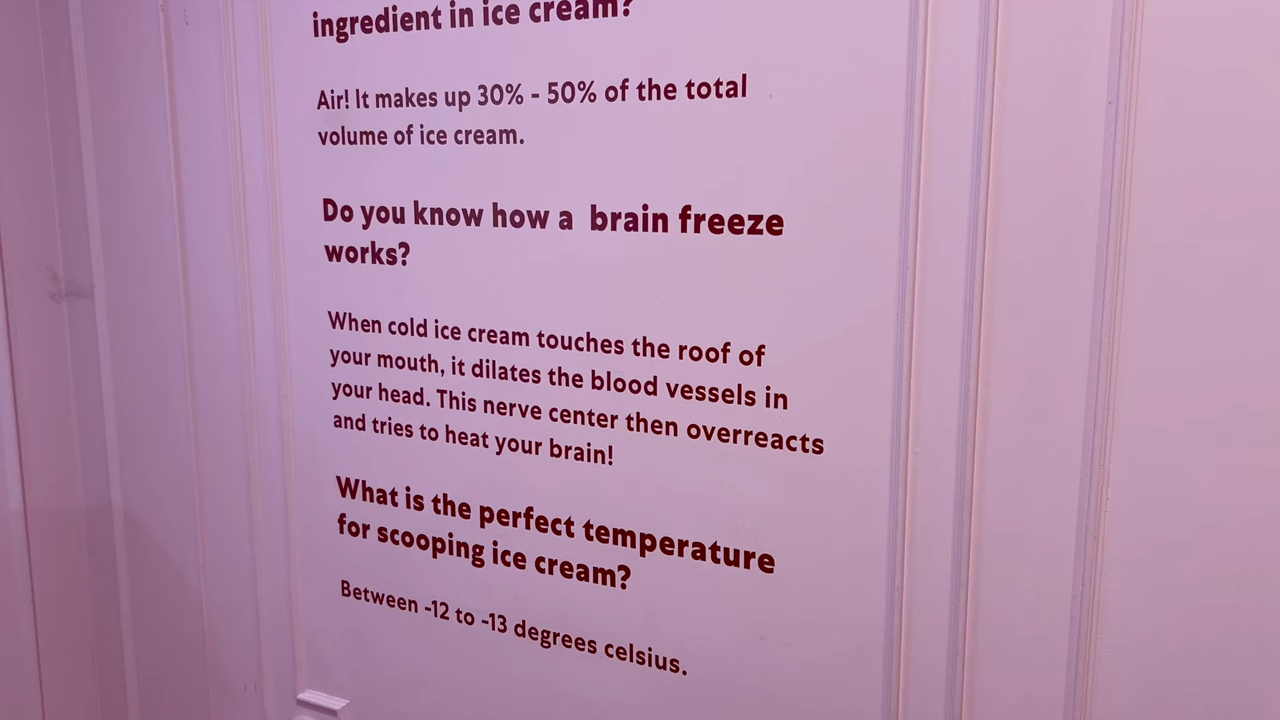 ingredient in ice cream?
Air! It makes up 30% - 50% of the total
volume of ice cream.
Do you know how a  brain freeze
works?
When cold ice cream touches the roof of
your mouth, it dilates the blood vessels in
your head. This nerve center then overreacts
and tries to heat your brain!
What is the perfect temperature
for scooping ice cream?
Between -12 to -13 degrees celsius.